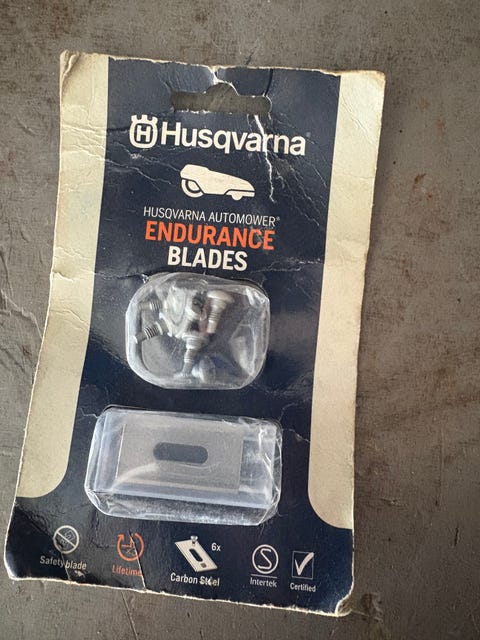 H Husqvarna®
HUSQVARNA AUTOMOWER®
ENDURANCE
BLADES
6x
Safety blade
Lifetime
Carbon Steel
S
Intertek
Certified